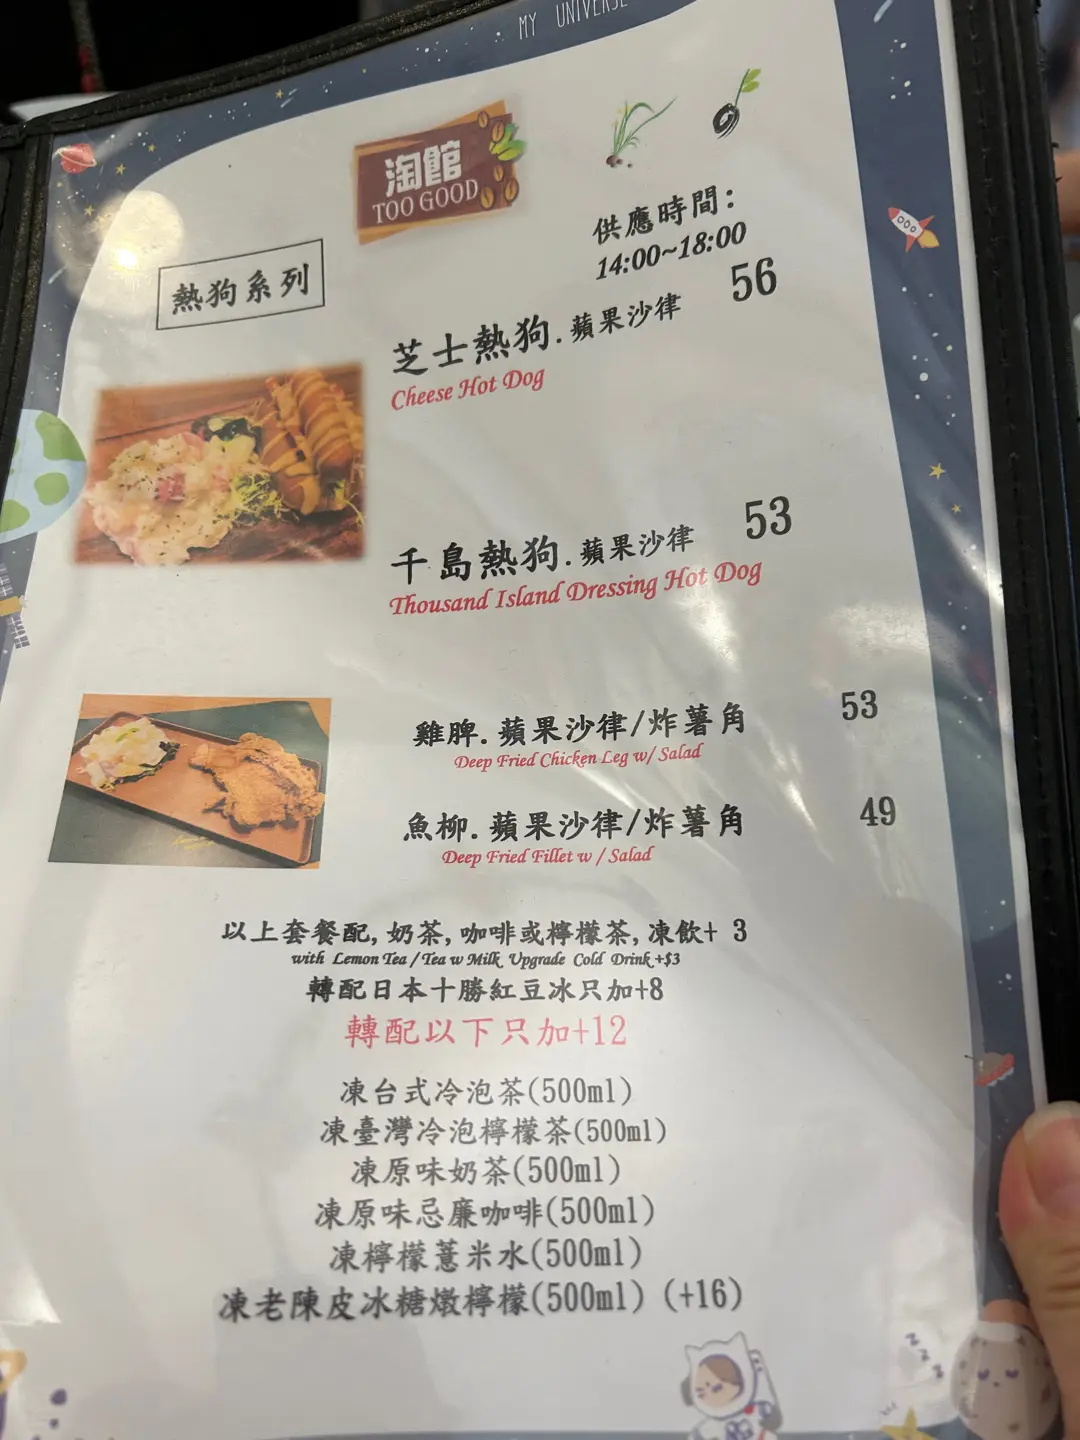 MY UNIVERSE
淘館
TOO GOOD
供應時間:
14:00~18:00
熱狗系列
芝士熱狗.蘋果沙律 56
Cheese Hot Dog
千島熱狗.蘋果沙律 53
Thousand Island Dressing Hot Dog
雞脾.蘋果沙律/炸薯角 53
Deep Fried Chicken Leg w/ Salad
魚柳.蘋果沙律/炸薯角 49
Deep Fried Fillet w / Salad
以上套餐配,奶茶,咖啡或檸檬茶,凍飲+ 3
with Lemon Tea / Tea w Milk Upgrade Cold Drink +$3
轉配日本十勝紅豆冰只加+8
轉配以下只加+12
凍台式冷泡茶(500ml)
凍臺灣冷泡檸檬茶(500ml)
凍原味奶茶(500ml)
凍原味忌廉咖啡(500ml)
凍檸檬薏米水(500ml)
凍老陳皮冰糖燉檸檬(500ml) (+16)
ZZZ